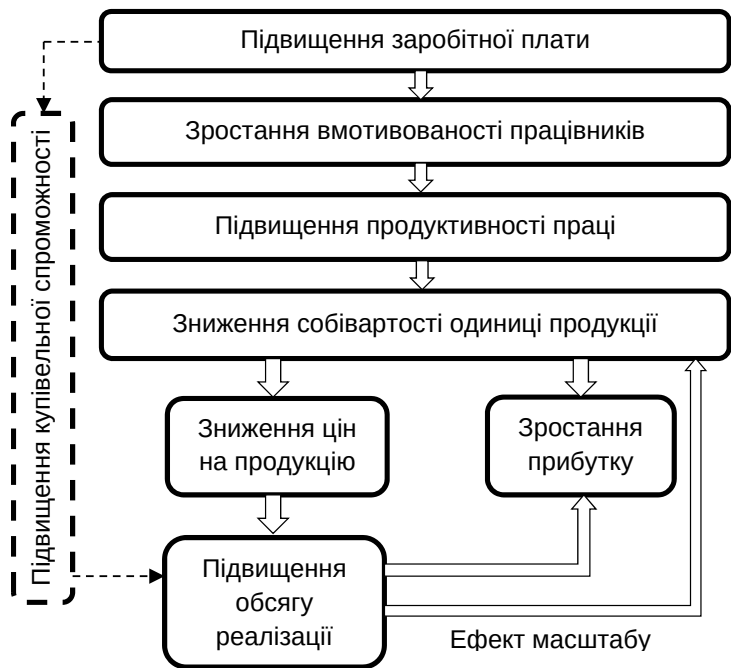 Підвищення заробітної плати
Зростання вмотивованості працівників
Підвищення продуктивності праці
Зниження собівартості одиниці продукції
Підвищення купівельної спроможності
Зниження цін
на продукцію
Зростання
прибутку
Підвищення
обсягу
реалізації
Ефект масштабу